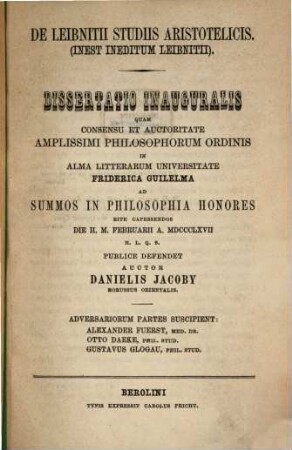 DE LEIBNITII STUDIIS ARISTOTELICIS.
(INEST INEDITUM LEIBNITII).
DISSERTATIO INAUGURALIS
QUAM
CONSENSU ET AUCTORITATE
AMPLISSIMI PHILOSOPHORUM ORDINIS
IN
ALMA LITTERARUM UNIVERSITATE
FRIDERICA GUILELMA
AD
SUMMOS IN PHILOSOPHIA HONORES
RITE CAPESSENDOS
DIE II. M. FEBRUARII A. MDCCCLXVII
H. L. Q. S.
PUBLICE DEFENDET
AUCTOR
DANIELIS JACOBY
BORUSSUS ORIENTALIS.
ADVERSARIORUM PARTES SUSCIPIENT:
ALEXANDER FUERST, MED. DR.
OTTO DAEKE, PHIL. STUD.
GUSTAVUS GLOGAU, PHIL. STUD.
BEROLINI
TYPIS EXPRESSIT CAROLUS FEICHT.